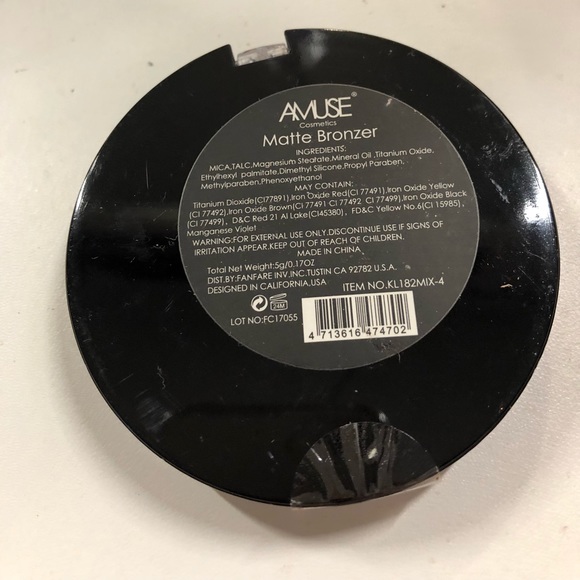 AMUSE®
Cosmetics
Matte Bronzer
INGREDIENTS:
MICA,TALC,Magnesium Steatate,Mineral Oil ,Titanium Oxide,
Ethylhexyl palmitate,Dimethyl Silicone,Propyl Paraben,
Methylparaben,Phenoxyethanol
MAY CONTAIN:
Titanium Dioxide(CI77891),Iron Oxide Red(CI 77491),Iron Oxide Yellow
(CI 77492),Iron Oxide Brown(CI 77491 CI 77492 CI 77499),Iron Oxide Black
(CI 77499), D&C Red 21 Al Lake(CI45380), FD&C Yellow No.6(CI 15985),
Manganese Violet
WARNING:FOR EXTERNAL USE ONLY.DISCONTINUE USE IF SIGNS OF
IRRITATION APPEAR.KEEP OUT OF REACH OF CHILDREN.
MADE IN CHINA
Total Net Weight:5g/0.17OZ
DIST.BY:FANFARE INV.INC.TUSTIN CA 92782 U.S.A.
DESIGNED IN CALIFORNIA,USA
ITEM NO.KL182MIX-4
24M
LOT NO:FC17055
4 713616 474702